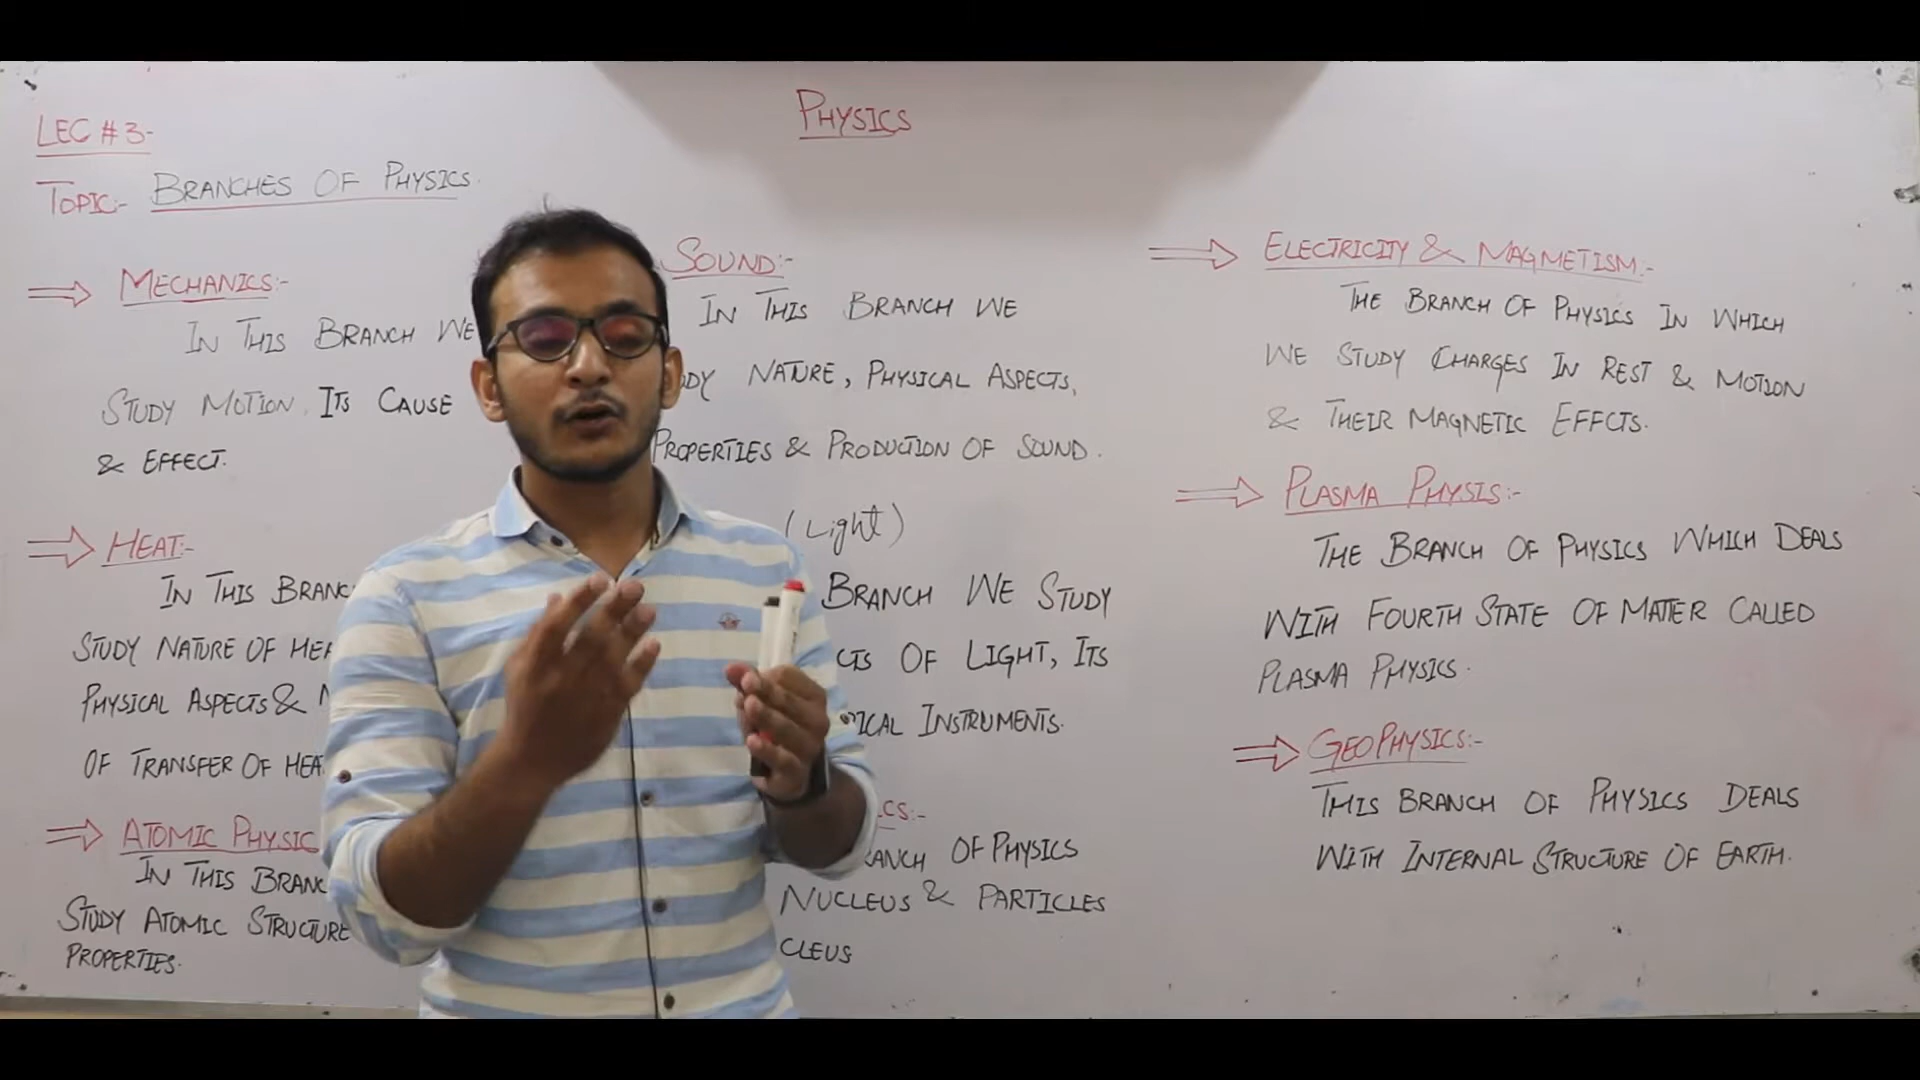 PHYSICS
LEC # 3:-
TOPIC:- BRANCHES OF PHYSICS.
MECHANICS:-
IN THIS BRANCH WE
STUDY MOTION, ITS CAUSE
& EFFECT.
HEAT:-
IN THIS
STUDY NATURE OF
PHYSICAL ASPECTS &
OF TRANSFER OF
ATOMIC
IN THIS
STUDY ATOMIC STRUCTURE
PROPERTIES.
SOUND:-
IN THIS BRANCH WE
NATURE, PHYSICAL ASPECTS,
PROPERTIES & PRODUCTION OF SOUND.
(Light)
BRANCH WE STUDY
OF LIGHT, ITS
INSTRUMENTS.
OF PHYSICS
NUCLEUS & PARTICLES
ELECTRICITY & MAGMETISM:-
THE BRANCH OF PHYSICS IN WHICH
WE STUDY CHARGES IN REST & MOTION
& THEIR MAGNETIC EFFECTS.
PLASMA PHYSIS:-
THE BRANCH OF PHYSICS WHICH DEALS
WITH FOURTH STATE OF MATTER CALLED
PLASMA PHYSICS.
GEOPHYSICS:-
THIS BRANCH OF PHYSICS DEALS
WITH INTERNAL STRUCTURE OF EARTH.